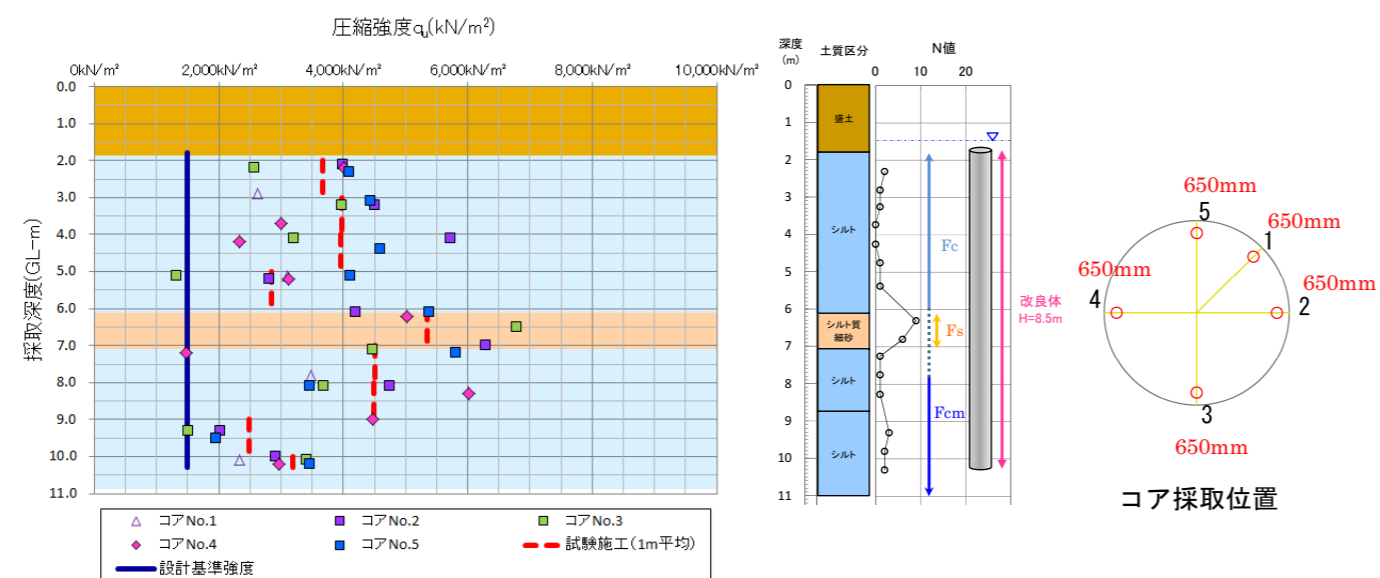 圧縮強度qu(kN/m²)
0kN/m² 2,000kN/m² 4,000kN/m² 6,000kN/m² 8,000kN/m² 10,000kN/m²
採取深度(GL-m)
0.0
1.0
2.0
3.0
4.0
5.0
6.0
7.0
8.0
9.0
10.0
11.0
コアNo.1 コアNo.2 コアNo.3
コアNo.4 コアNo.5 試験施工(1m平均)
設計基準強度
深度 土質区分 N値
(m)
0 10 20
0
1
2
3
4
5
6
7
8
9
10
11
盛土
シルト
シルト質
細砂
シルト
シルト
Fc
Fs
Fcm
改良体
H=8.5m
650mm
5
650mm
1
650mm
2
650mm
4
3
650mm
コア採取位置